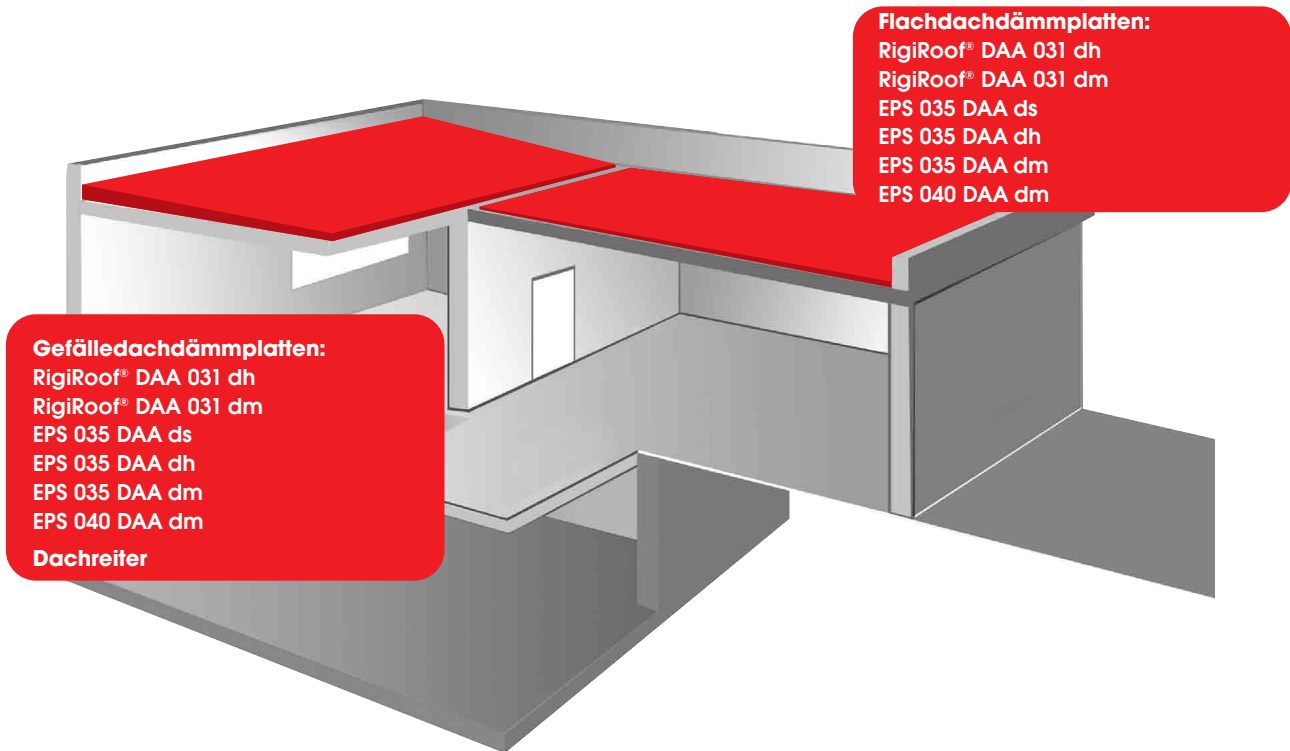 Flachdachdämmplatten:
RigiRoof® DAA 031 dh
RigiRoof® DAA 031 dm
EPS 035 DAA ds
EPS 035 DAA dh
EPS 035 DAA dm
EPS 040 DAA dm
Gefälledachdämmplatten:
RigiRoof® DAA 031 dh
RigiRoof® DAA 031 dm
EPS 035 DAA ds
EPS 035 DAA dh
EPS 035 DAA dm
EPS 040 DAA dm
Dachreiter